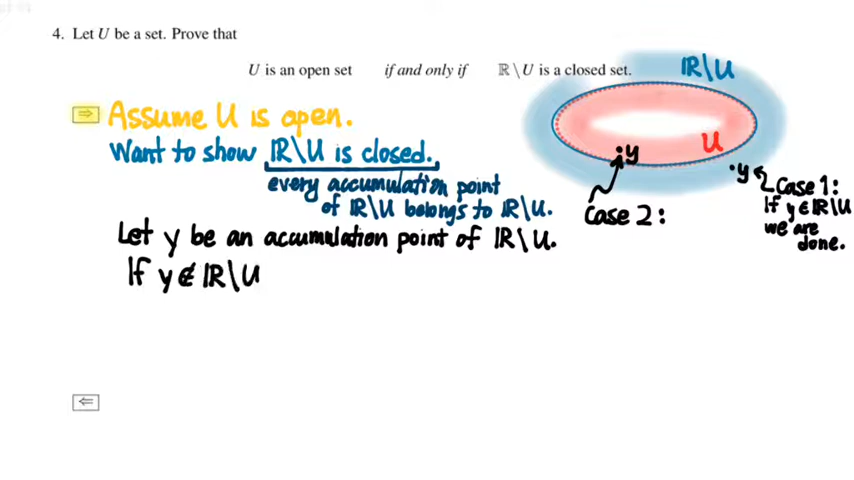 4. Let U be a set. Prove that
U is an open set if and only if ℝ\U is a closed set.
ℝ\U
⇒ Assume U is open.
Want to show ℝ\U is closed.
every accumulation point
of ℝ\U belongs to ℝ\U.
U
.y
.y
Case 1:
If y∈ℝ\U
we are
done.
Case 2:
Let y be an accumulation point of ℝ\U.
If y∉ℝ\U
⇐